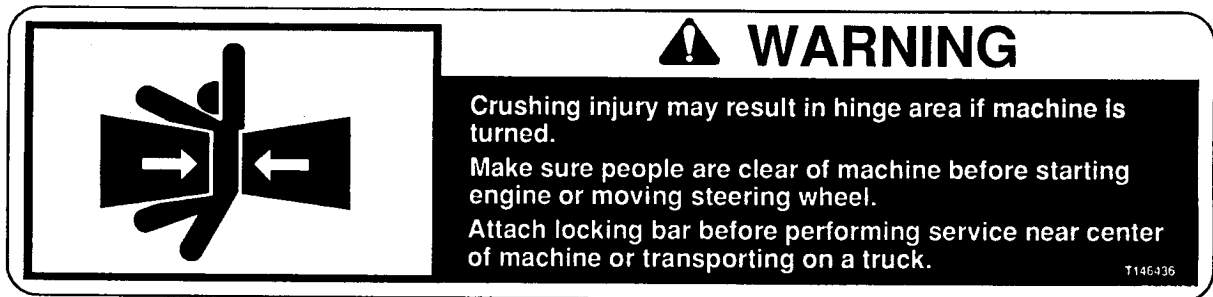 WARNING
Crushing injury may result in hinge area if machine is
turned.
Make sure people are clear of machine before starting
engine or moving steering wheel.
Attach locking bar before performing service near center
of machine or transporting on a truck.
T146436